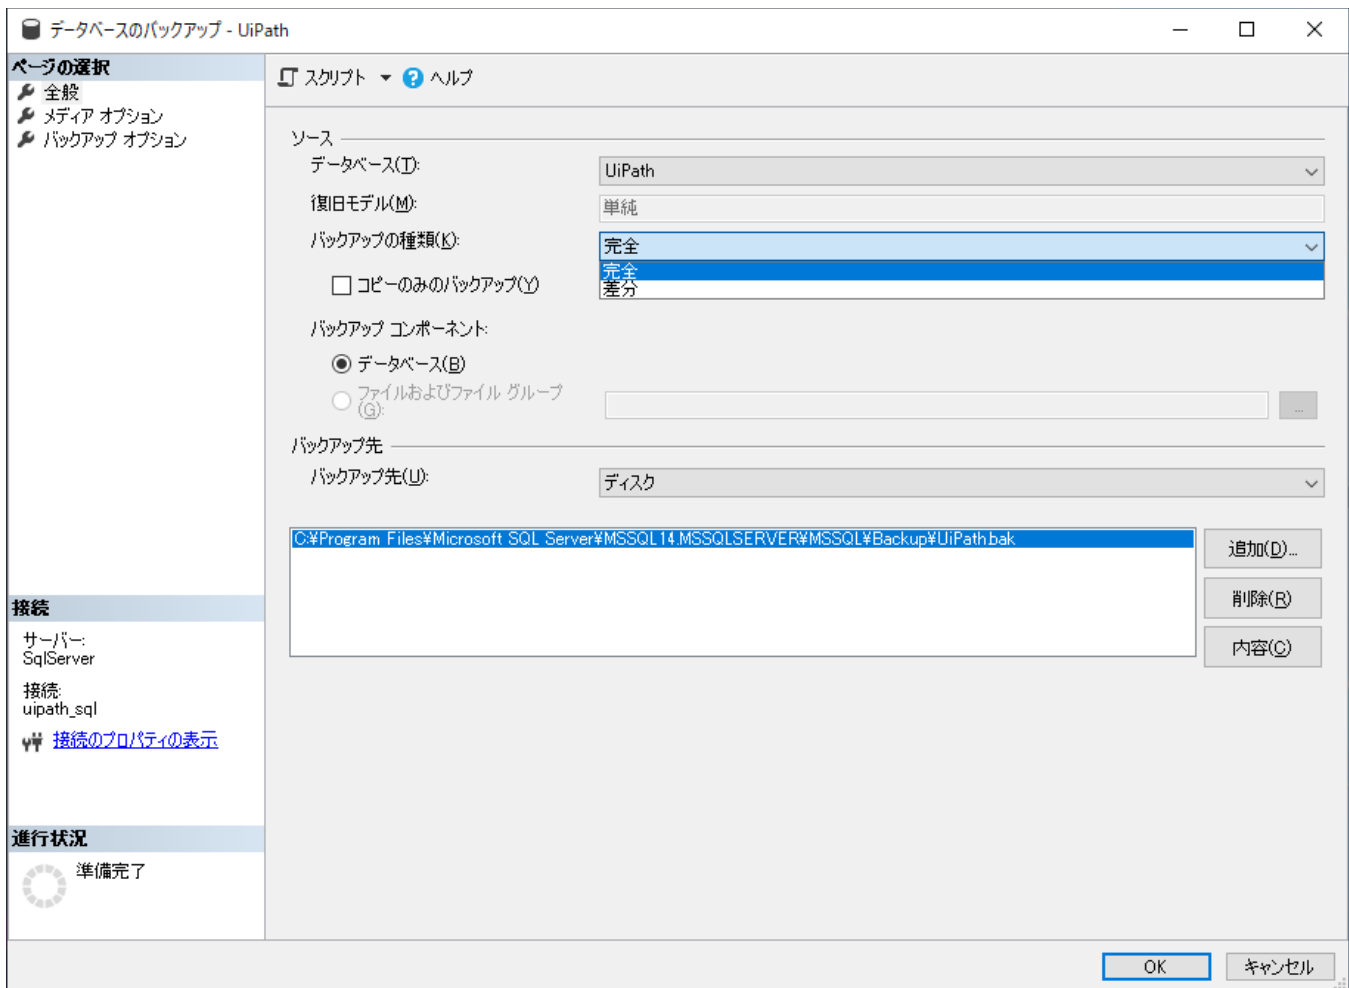 データベースのバックアップ - UiPath
ページの選択
全般
メディア オプション
バックアップ オプション
スクリプト
ヘルプ
ソース
データベース(T):
UiPath
復旧モデル(M):
単純
バックアップの種類(K):
完全
完全
差分
コピーのみのバックアップ(Y)
バックアップ コンポーネント:
データベース(B)
ファイルおよびファイル グループ
(G):
...
バックアップ先
バックアップ先(U):
ディスク
C:¥Program Files¥Microsoft SQL Server¥MSSQL14.MSSQLSERVER¥MSSQL¥Backup¥UiPath.bak
追加(D)...
削除(R)
内容(C)
接続
サーバー:
SqlServer
接続:
uipath_sql
接続のプロパティの表示
進行状況
準備完了
OK
キャンセル